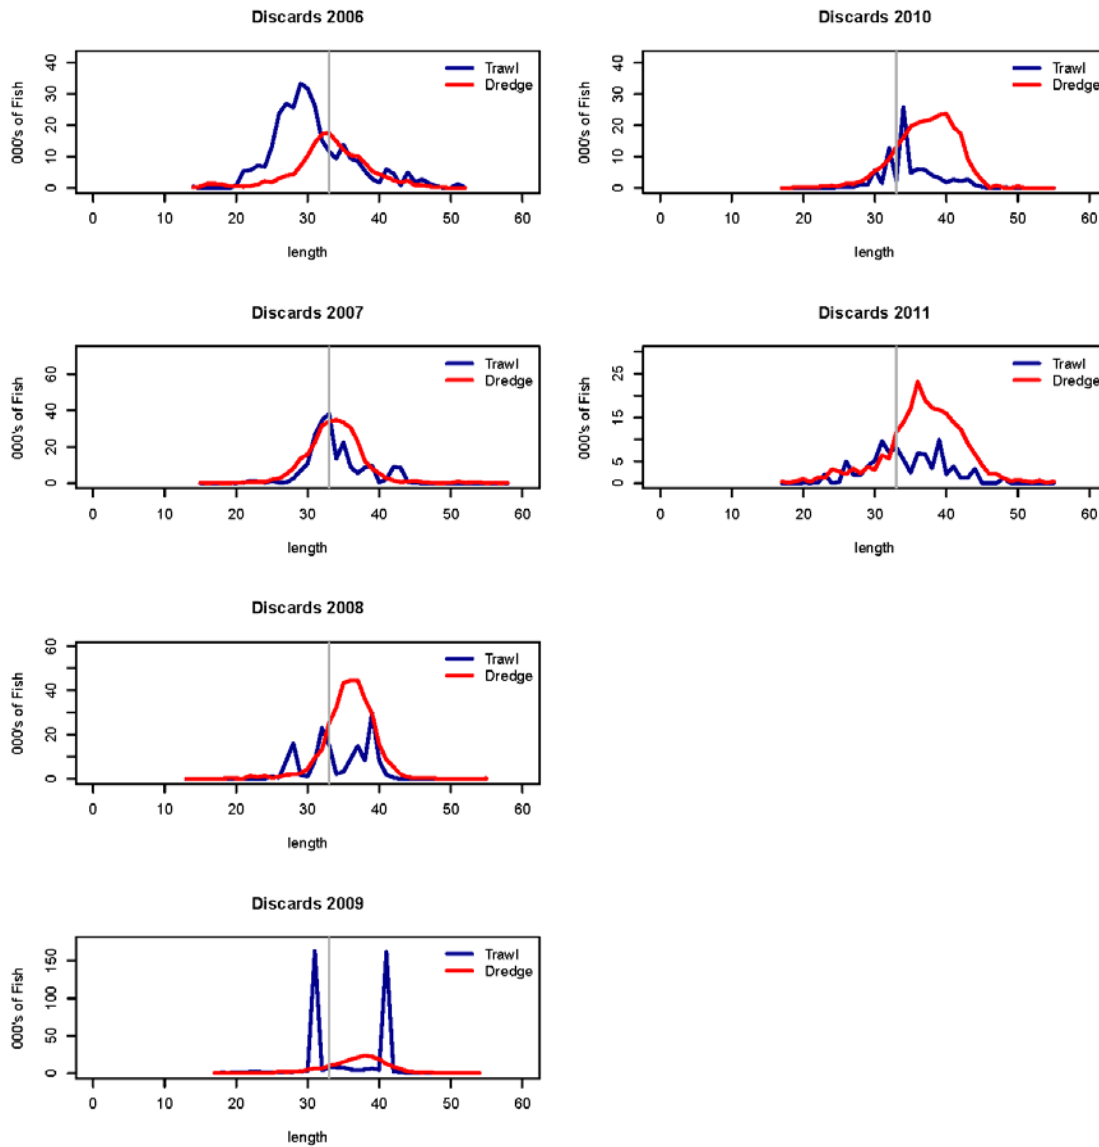 Discards 2006
000's of Fish
40
30
20
10
0
Trawl
Dredge
0 10 20 30 40 50 60
length
Discards 2010
000's of Fish
40
30
20
10
0
Trawl
Dredge
0 10 20 30 40 50 60
length
Discards 2007
000's of Fish
60
40
20
0
Trawl
Dredge
0 10 20 30 40 50 60
length
Discards 2011
000's of Fish
25
15
5
0
Trawl
Dredge
0 10 20 30 40 50 60
length
Discards 2008
000's of Fish
60
40
20
0
Trawl
Dredge
0 10 20 30 40 50 60
length
Discards 2009
000's of Fish
150
100
50
0
Trawl
Dredge
0 10 20 30 40 50 60
length